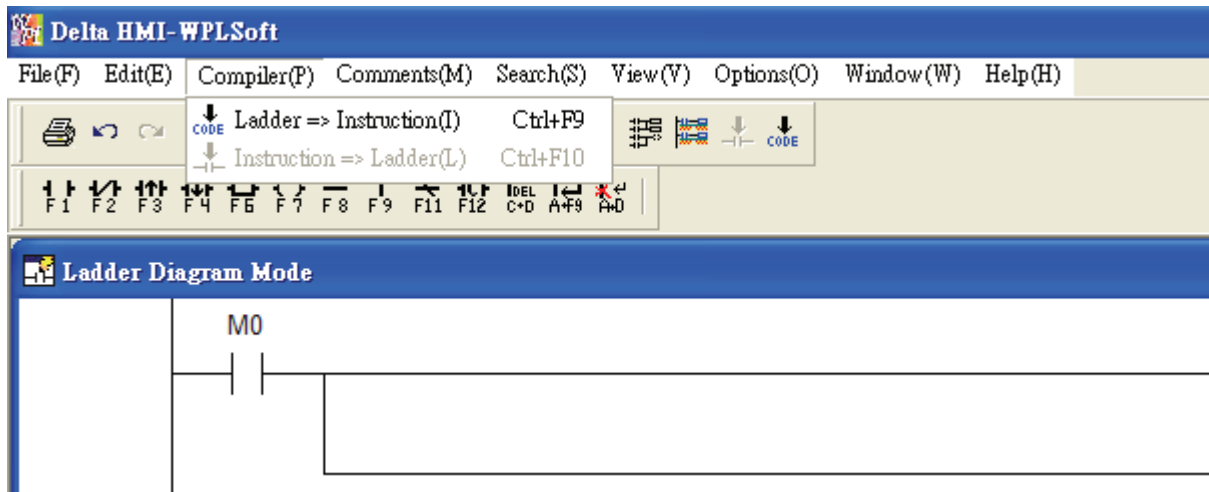 Delta HMI-WPLSoft
File(F) Edit(E) Compiler(P) Comments(M) Search(S) View(V) Options(O) Window(W) Help(H)
CODE Ladder => Instruction(I) Ctrl+F9
Instruction => Ladder(L) Ctrl+F10
CODE
F1 F2 F3 F4 F6 F7 F8 F9 F11 F12 C+D A+F9 A+D
DEL
Ladder Diagram Mode
M0